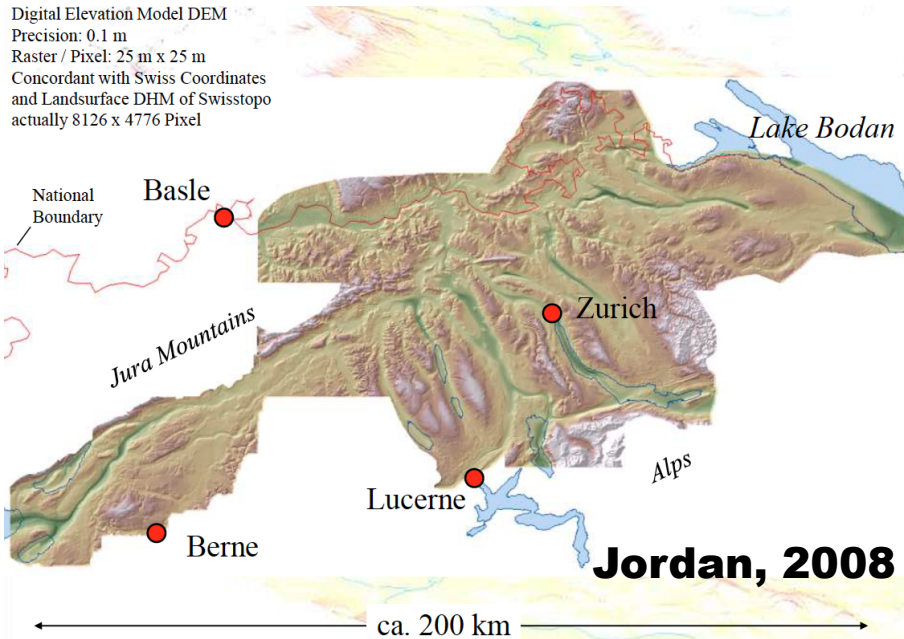 Digital Elevation Model DEM
Precision: 0.1 m
Raster / Pixel: 25 m x 25 m
Concordant with Swiss Coordinates
and Landsurface DHM of Swisstopo
actually 8126 x 4776 Pixel
Lake Bodan
National
Boundary
Basle
Zurich
Jura Mountains
Alps
Lucerne
Berne
Jordan, 2008
ca. 200 km